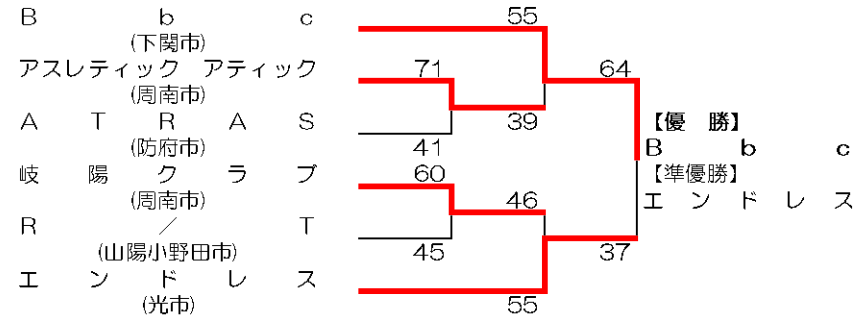 Bbc 55
(下関市)
アスレティック アティック 71 64
(周南市)
ATRAS 39 【優 勝】
(防府市) 41 Bbc
岐陽クラブ 60 【準優勝】
(周南市) 46 エンドレス
R／T
(山陽小野田市) 45 37
エンドレス
(光市) 55